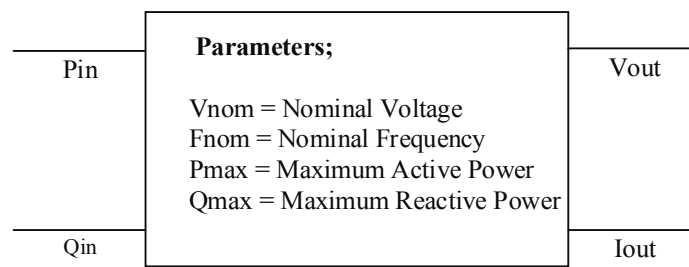 Parameters;
Pin
Vout
Vnom = Nominal Voltage
Fnom = Nominal Frequency
Pmax = Maximum Active Power
Qmax = Maximum Reactive Power
Qin
Iout